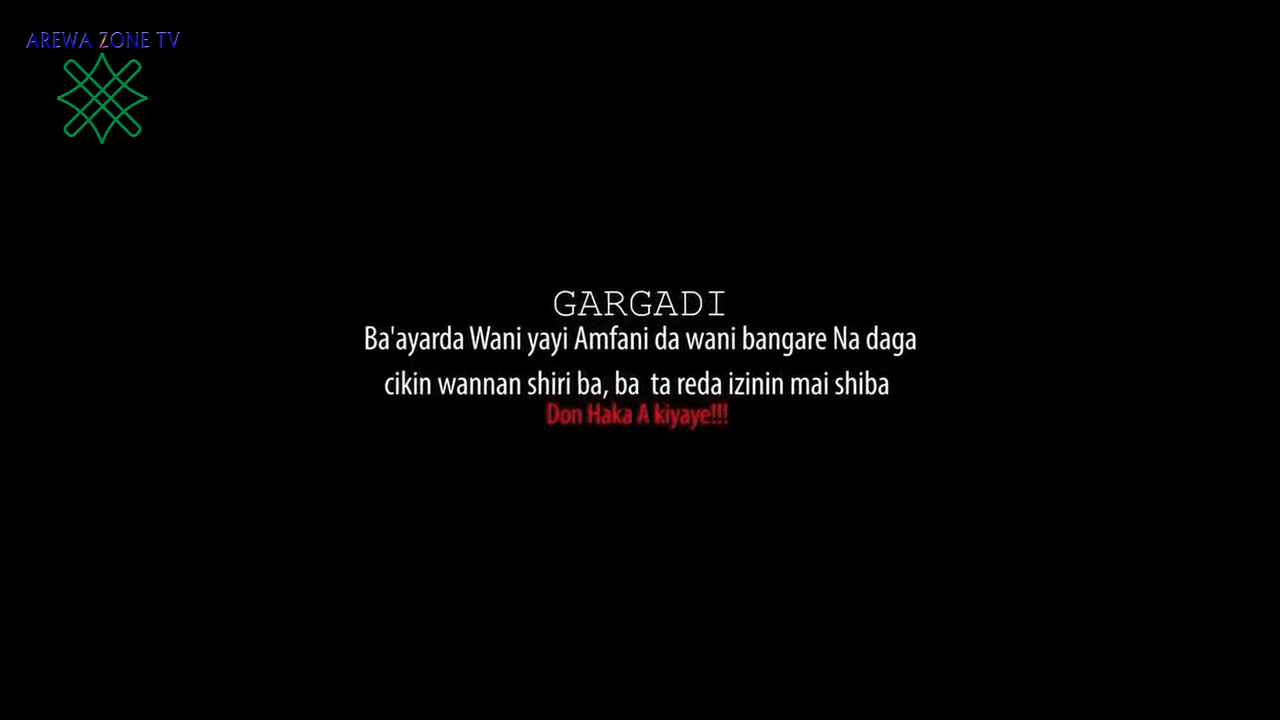 AREWA ZONE TV
GARGADI
Ba'ayarda Wani yayi Amfani da wani bangare Na daga
cikin wannan shiri ba, ba ta reda izinin mai shiba
Don Haka A kiyaye!!!